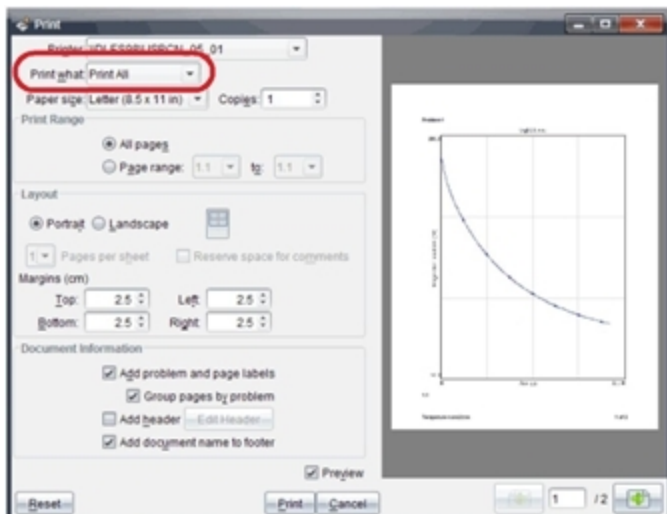 Print
Printer:
Print what: Print All
Paper size: Letter (8.5 x 11 in) Copies: 1
Print Range
All pages
Page range: 1.1 to: 1.1
Layout
Portrait Landscape
1 Pages per sheet Reserve space for comments
Margins (cm)
Top: 2.5 Left: 2.5
Bottom: 2.5 Right: 2.5
Document Information
Add problem and page labels
Group pages by problem
Add header Edit Header
Add document name to footer
Preview
Reset Print Cancel 1 / 2